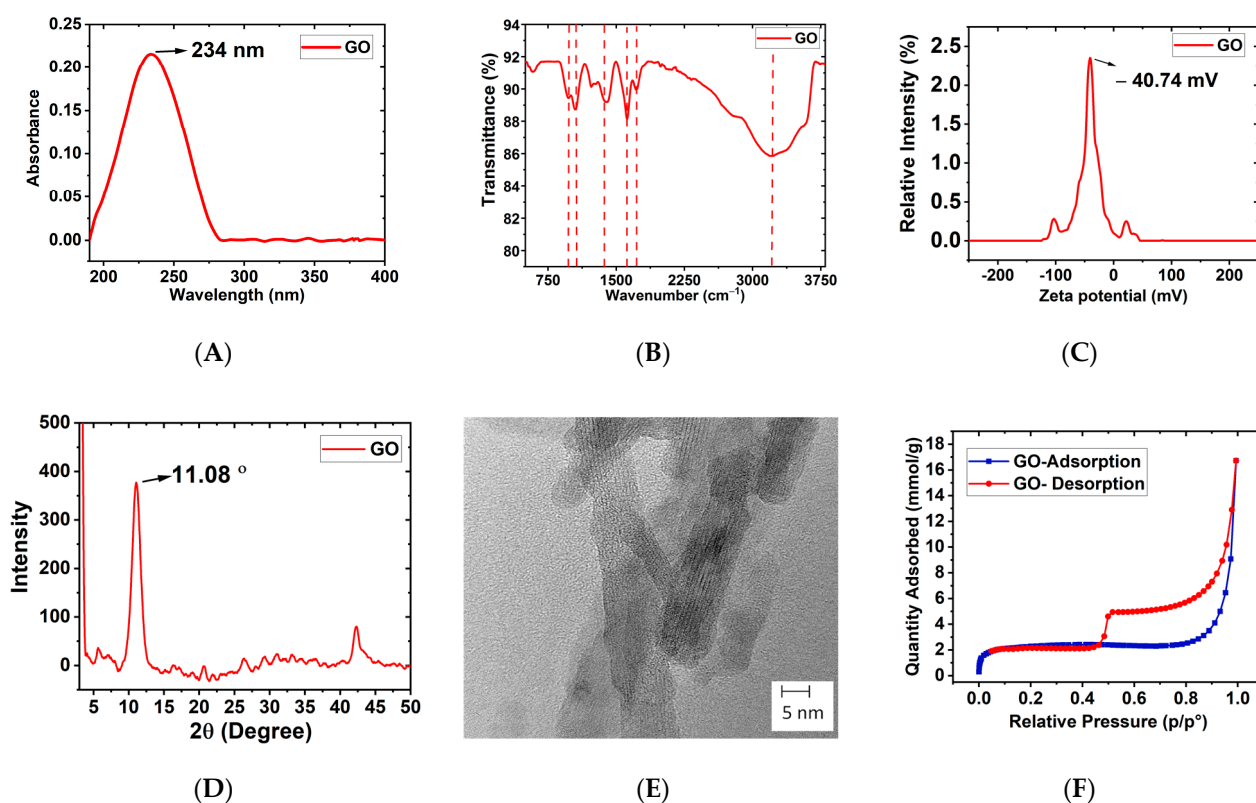 0.25
0.20
0.15
0.10
0.05
0.00
Absorbance
234 nm
GO
200 250 300 350 400
Wavelength (nm)
(A)
94
92
90
88
86
84
82
80
Transmittance (%)
GO
750 1500 2250 3000 3750
Wavenumber (cm⁻¹)
(B)
2.5
2.0
1.5
1.0
0.5
0.0
Relative Intensity (%)
GO
– 40.74 mV
-200 -100 0 100 200
Zeta potential (mV)
(C)
500
400
300
200
100
0
Intensity
GO
11.08 °
5 10 15 20 25 30 35 40 45 50
2θ (Degree)
(D)
5 nm
(E)
18
16
14
12
10
8
6
4
2
0
Quantity Adsorbed (mmol/g)
GO-Adsorption
GO- Desorption
0.0 0.2 0.4 0.6 0.8 1.0
Relative Pressure (p/p°)
(F)